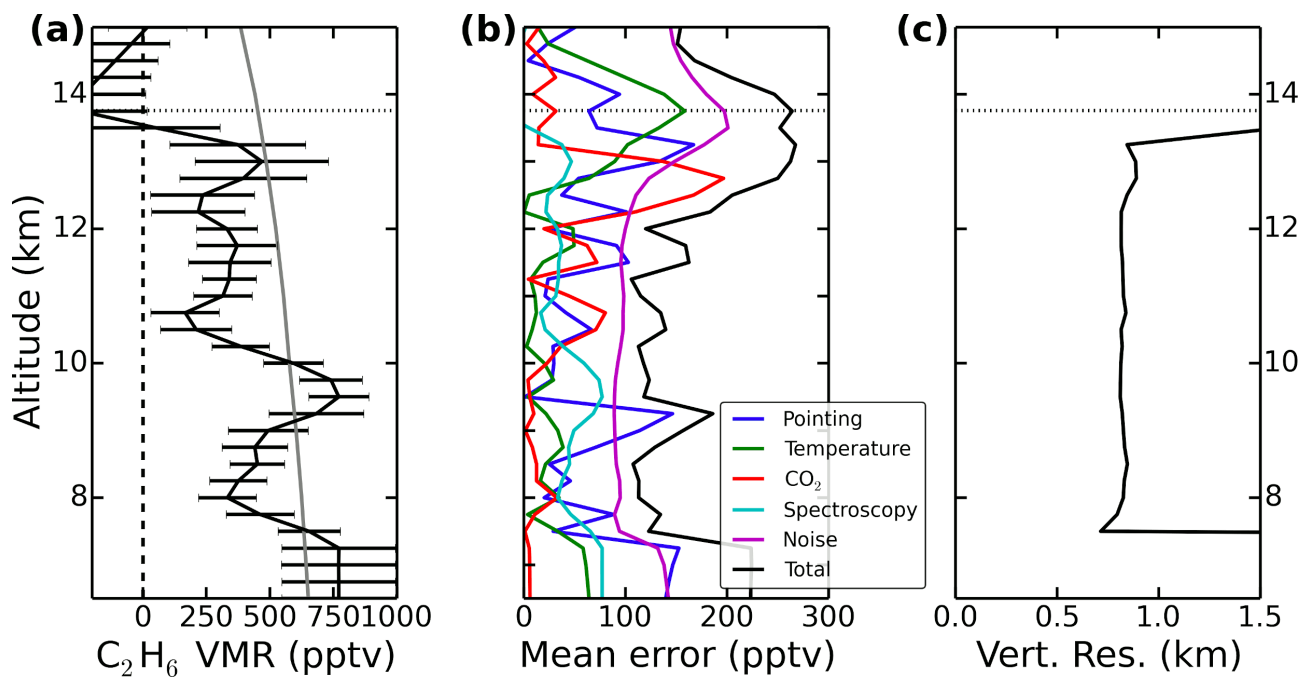 (a)
(b)
(c)
Altitude (km)
14
12
10
8
0 250 500 750 1000
C₂H₆ VMR (pptv)
Pointing
Temperature
CO₂
Spectroscopy
Noise
Total
0 100 200 300
Mean error (pptv)
14
12
10
8
0.0 0.5 1.0 1.5
Vert. Res. (km)